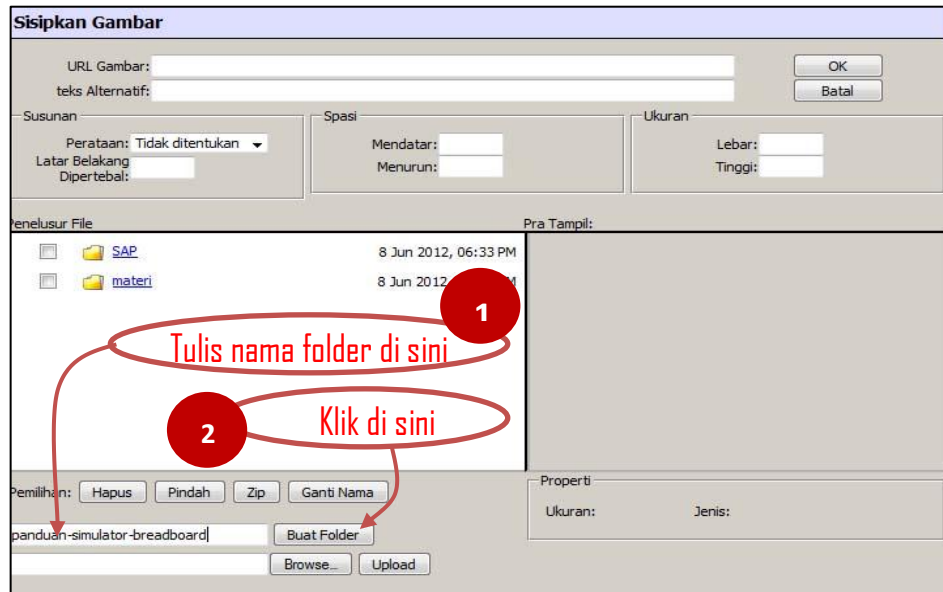 Sisipkan Gambar
URL Gambar:
OK
teks Alternatif:
Batal
Susunan
Spasi
Ukuran
Perataan: Tidak ditentukan
Mendatar:
Lebar:
Latar Belakang
Dipertebal:
Menurun:
Tinggi:
Penelusur File
Pra Tampil:
SAP 8 Jun 2012, 06:33 PM
materi 8 Jun 2012
1
Tulis nama folder di sini
2
Klik di sini
Pemilihan: Hapus Pindah Zip Ganti Nama
Properti
Ukuran: Jenis:
panduan-simulator-breadboard
Buat Folder
Browse... Upload